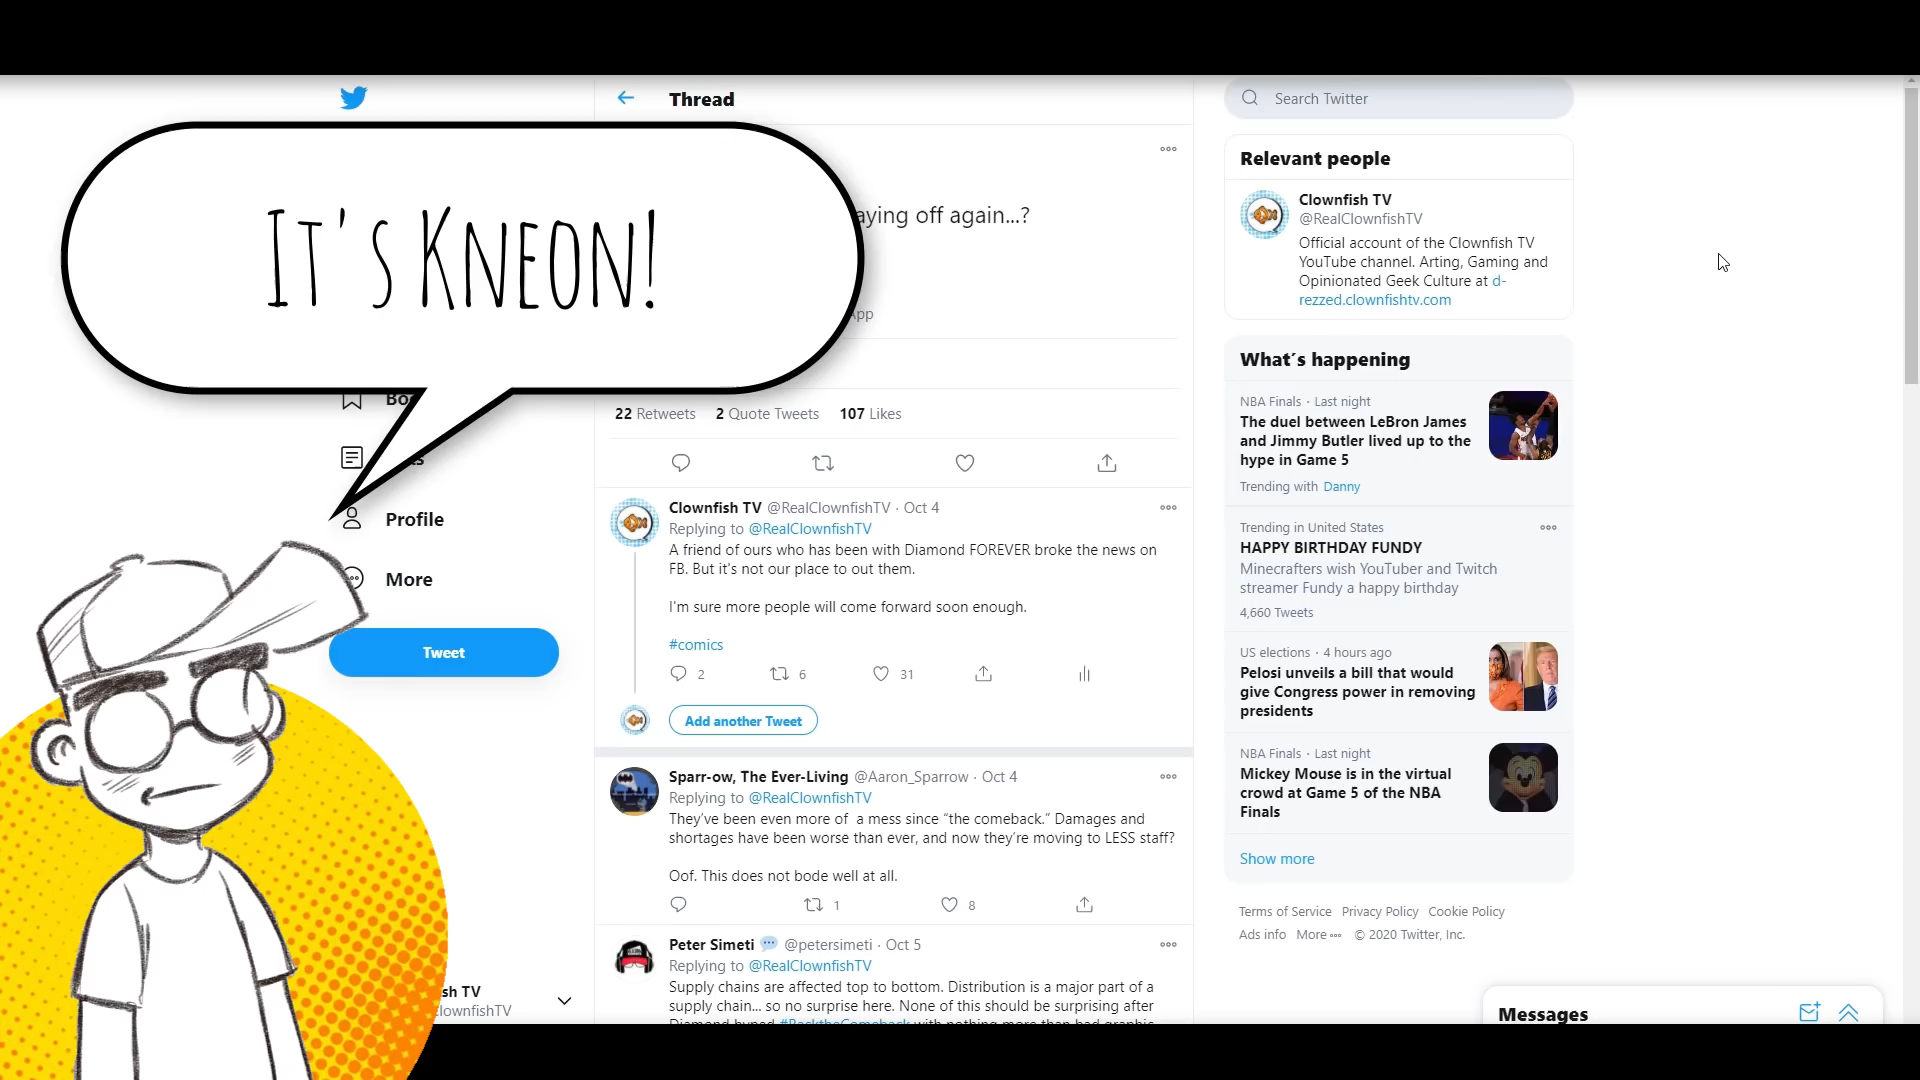 Thread
Search Twitter
It's Kneon!
aying off again...?
App
22 Retweets 2 Quote Tweets 107 Likes
Profile
More
Tweet
Clownfish TV @RealClownfishTV · Oct 4
Replying to @RealClownfishTV
A friend of ours who has been with Diamond FOREVER broke the news on
FB. But it's not our place to out them.
I'm sure more people will come forward soon enough.
#comics
2 6 31
Add another Tweet
Sparr-ow, The Ever-Living @Aaron_Sparrow · Oct 4
Replying to @RealClownfishTV
They've been even more of a mess since “the comeback.” Damages and
shortages have been worse than ever, and now they're moving to LESS staff?
Oof. This does not bode well at all.
1 8
Peter Simeti @petersimeti · Oct 5
Replying to @RealClownfishTV
Supply chains are affected top to bottom. Distribution is a major part of a
supply chain... so no surprise here. None of this should be surprising after
Diamond hyped #BacktheComeback with nothing more than bad graphic
sh TV
clownfishTV
Relevant people
Clownfish TV
@RealClownfishTV
Official account of the Clownfish TV
YouTube channel. Arting, Gaming and
Opinionated Geek Culture at d-
rezzed.clownfishtv.com
What's happening
NBA Finals · Last night
The duel between LeBron James
and Jimmy Butler lived up to the
hype in Game 5
Trending with Danny
Trending in United States
HAPPY BIRTHDAY FUNDY
Minecrafters wish YouTuber and Twitch
streamer Fundy a happy birthday
4,660 Tweets
US elections · 4 hours ago
Pelosi unveils a bill that would
give Congress power in removing
presidents
NBA Finals · Last night
Mickey Mouse is in the virtual
crowd at Game 5 of the NBA
Finals
Show more
Terms of Service Privacy Policy Cookie Policy
Ads info More © 2020 Twitter, Inc.
Messages